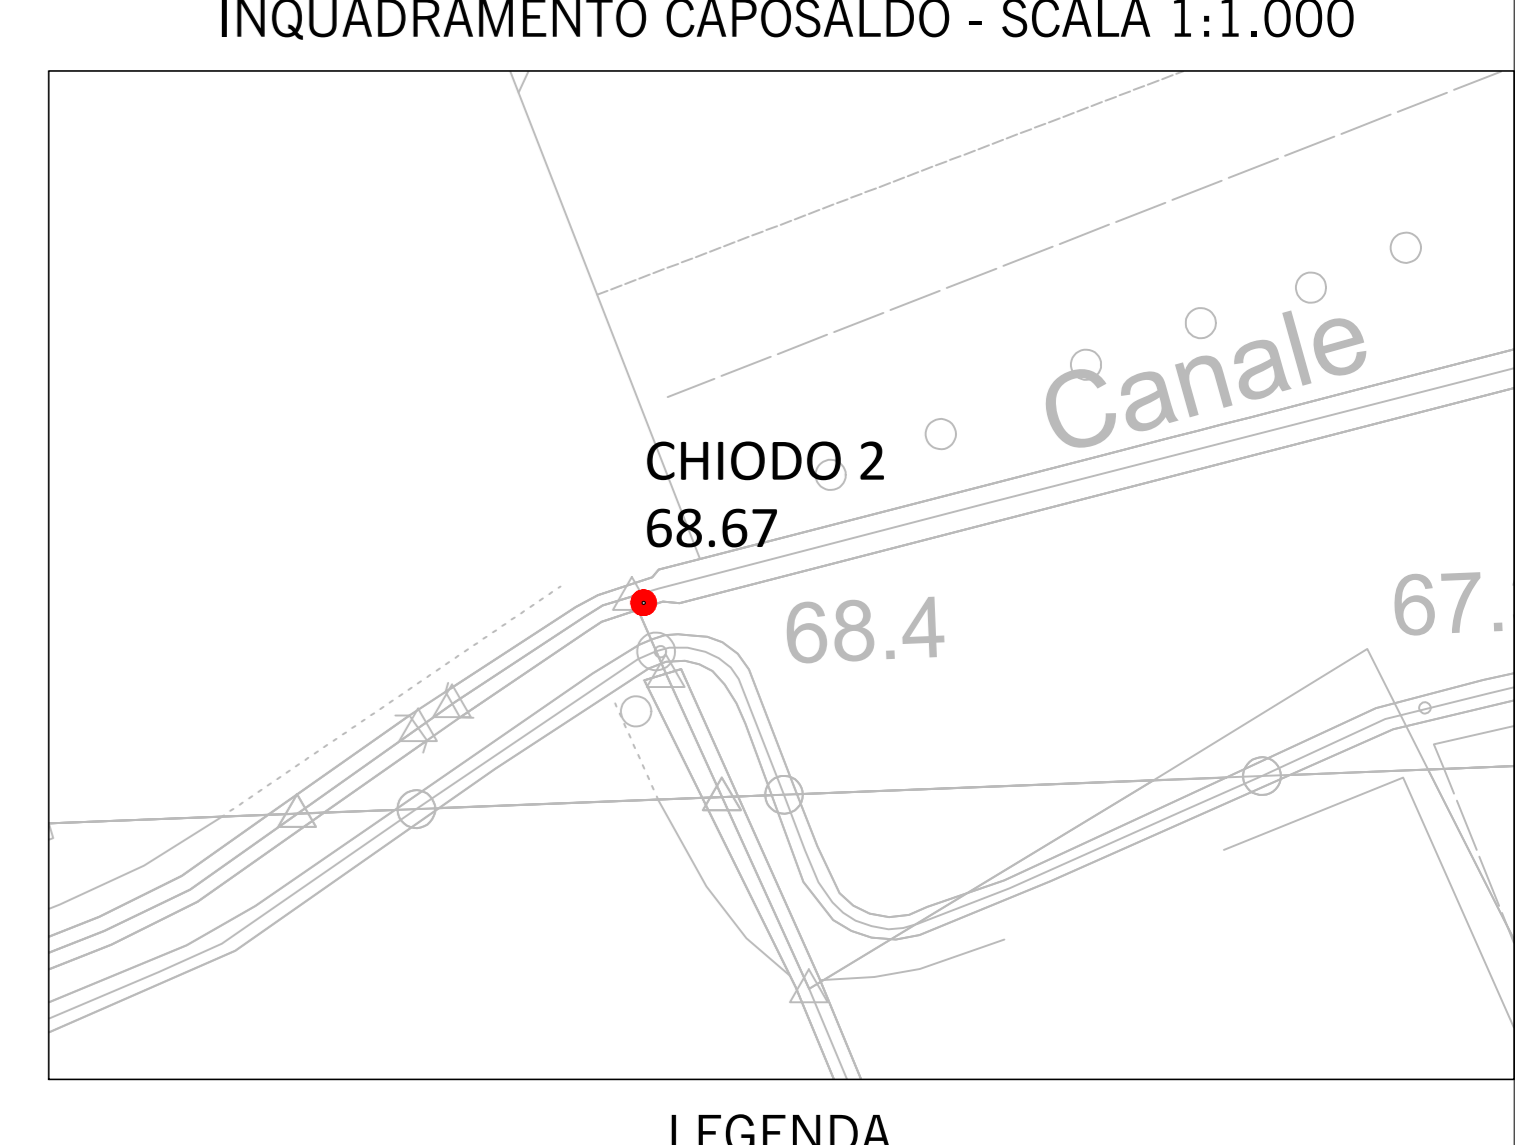 INQUADRAMENTO CAPOSALDO - SCALA 1:1.000
Canale
CHIODO 2
68.67
68.4
67.
LEGENDA